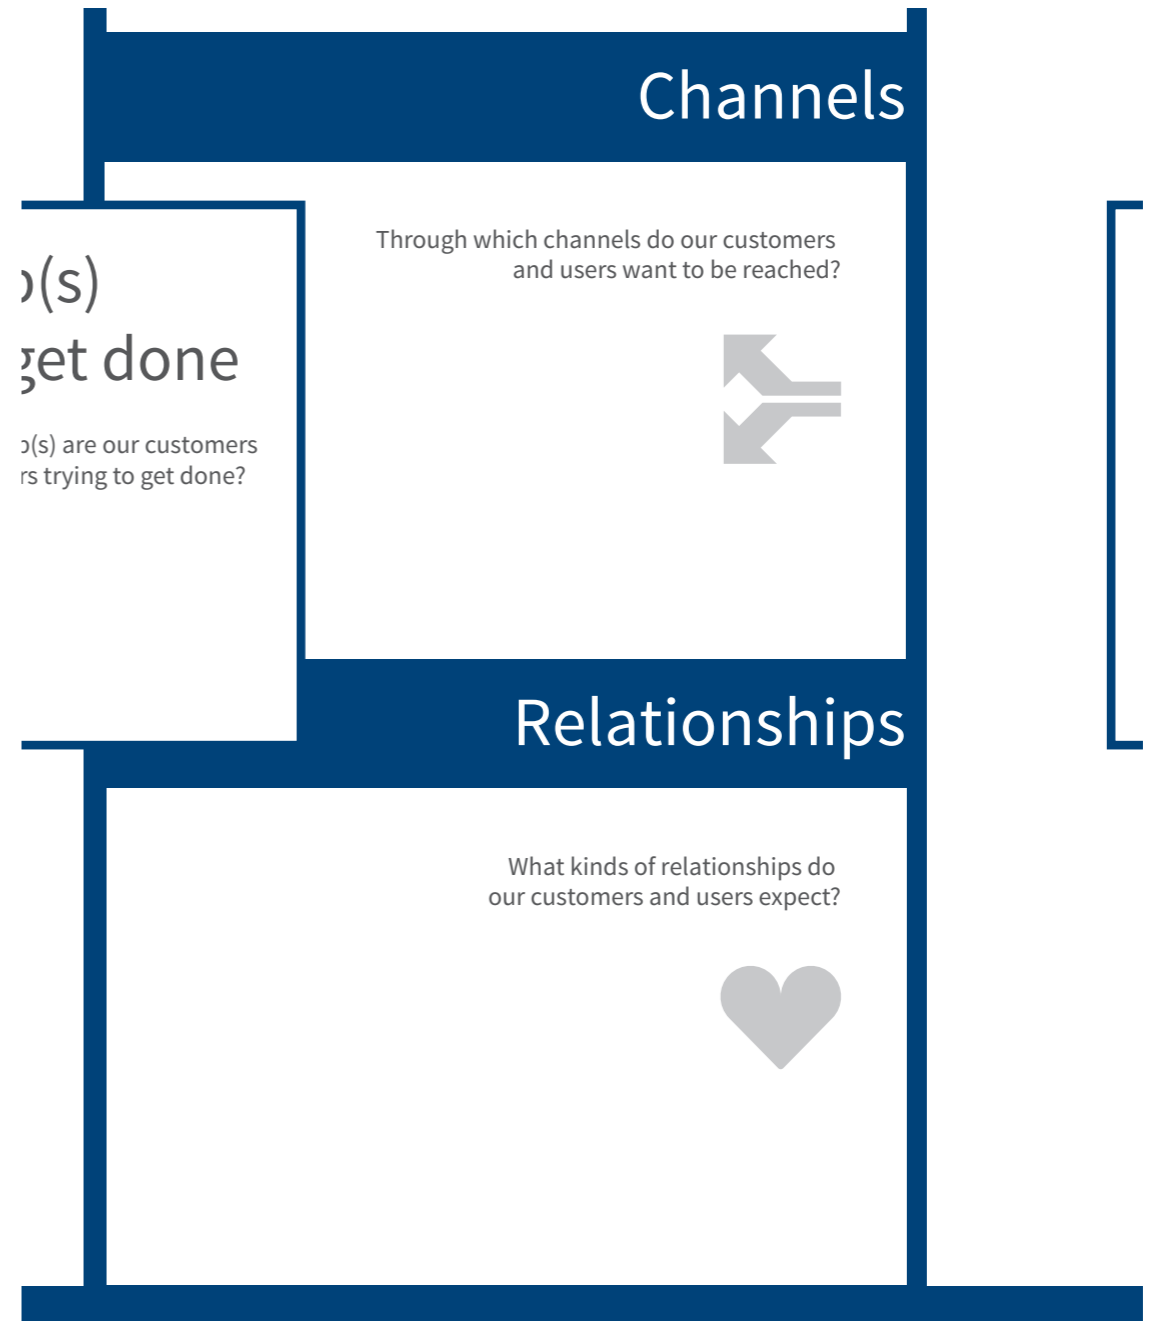 Channels
Through which channels do our customers
and users want to be reached?
(s)
get done
(s) are our customers
trying to get done?
Relationships
What kinds of relationships do
our customers and users expect?